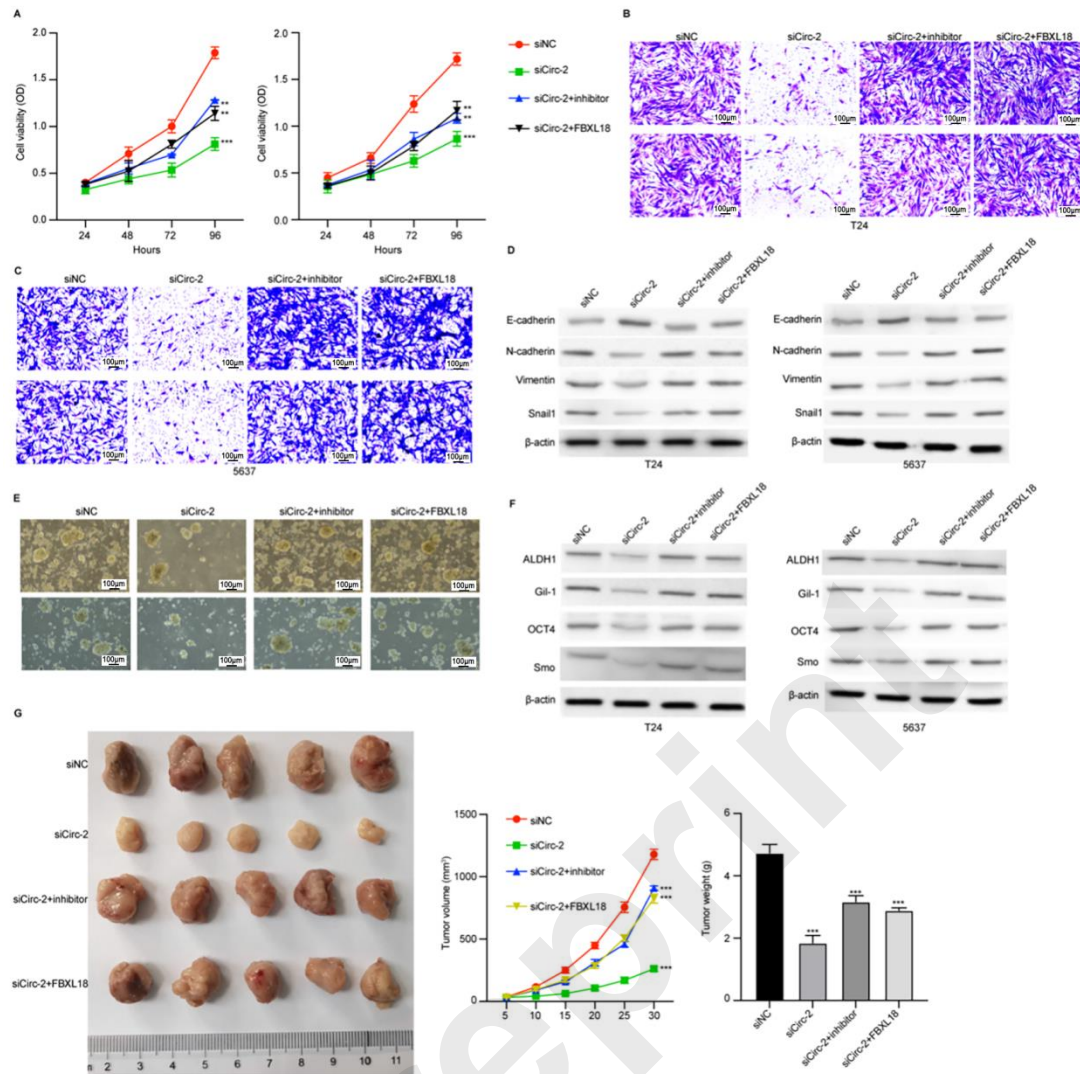 A
2.0
1.5
1.0
0.5
0.0
Cell viability (OD)
24 48 72 96
Hours
**
**
***
2.0
1.5
1.0
0.5
0.0
Cell viability (OD)
24 48 72 96
Hours
**
**
***
siNC
siCirc-2
siCirc-2+inhibitor
siCirc-2+FBXL18
B
siNC siCirc-2 siCirc-2+inhibitor siCirc-2+FBXL18
100μm 100μm 100μm 100μm
100μm 100μm 100μm 100μm
T24
C
siNC siCirc-2 siCirc-2+inhibitor siCirc-2+FBXL18
100μm 100μm 100μm 100μm
100μm 100μm 100μm 100μm
5637
D
siNC siCirc-2 siCirc-2+inhibitor siCirc-2+FBXL18
E-cadherin
N-cadherin
Vimentin
Snail1
β-actin
T24
siNC siCirc-2 siCirc-2+inhibitor siCirc-2+FBXL18
E-cadherin
N-cadherin
Vimentin
Snail1
β-actin
5637
E
siNC siCirc-2 siCirc-2+inhibitor siCirc-2+FBXL18
100μm 100μm 100μm 100μm
100μm 100μm 100μm 100μm
F
siNC siCirc-2 siCirc-2+inhibitor siCirc-2+FBXL18
ALDH1
Gil-1
OCT4
Smo
β-actin
T24
siNC siCirc-2 siCirc-2+inhibitor siCirc-2+FBXL18
ALDH1
Gil-1
OCT4
Smo
β-actin
5637
G
siNC
siCirc-2
siCirc-2+inhibitor
siCirc-2+FBXL18
2 3 4 5 6 7 8 9 10 11
1500
1000
500
0
Tumor volume (mm³)
5 10 15 20 25 30
siNC
siCirc-2
siCirc-2+inhibitor
siCirc-2+FBXL18
***
***
***
6
4
2
0
Tumor weight (g)
***
***
***
siNC
siCirc-2
siCirc-2+inhibitor
siCirc-2+FBXL18
eprint